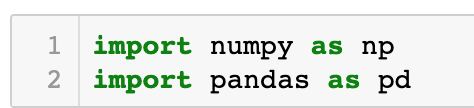 1 import numpy as np
2 import pandas as pd